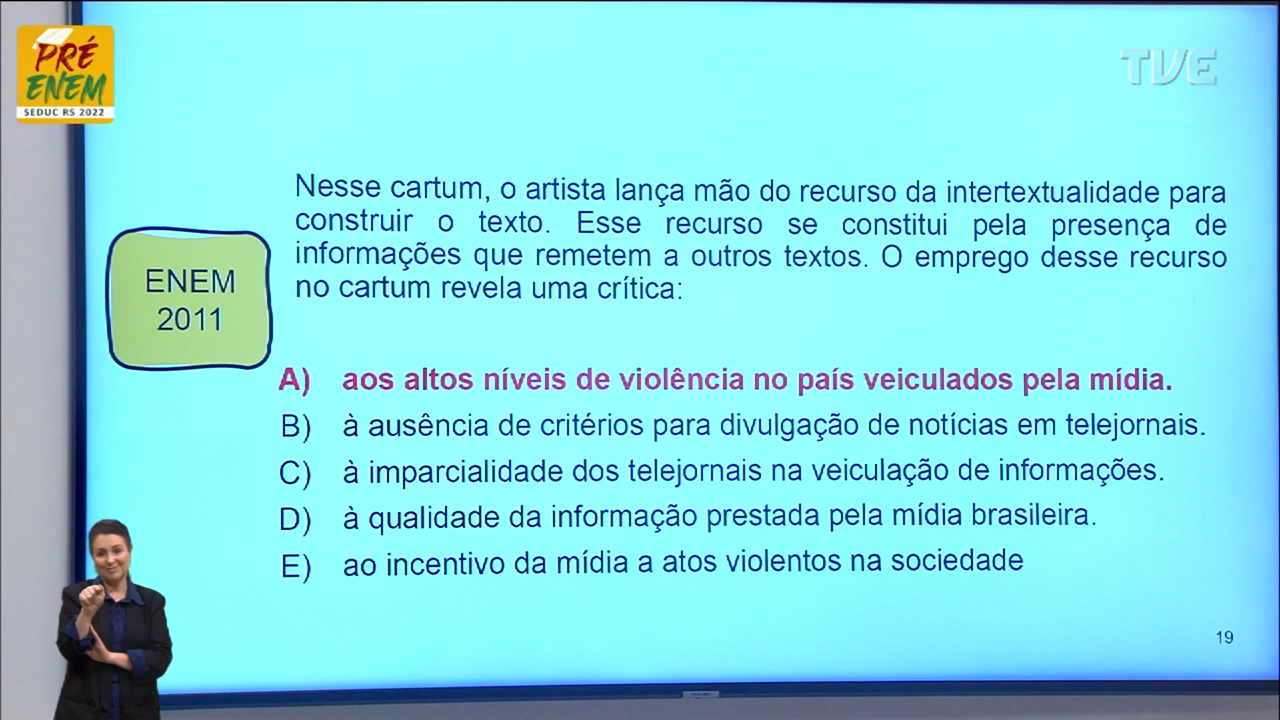 PRÉ
ENEM
SEDUC RS 2022
TVE
Nesse cartum, o artista lança mão do recurso da intertextualidade para
construir o texto. Esse recurso se constitui pela presença de
informações que remetem a outros textos. O emprego desse recurso
no cartum revela uma crítica:
ENEM
2011
A) aos altos níveis de violência no país veiculados pela mídia.
B) à ausência de critérios para divulgação de notícias em telejornais.
C) à imparcialidade dos telejornais na veiculação de informações.
D) à qualidade da informação prestada pela mídia brasileira.
E) ao incentivo da mídia a atos violentos na sociedade
19